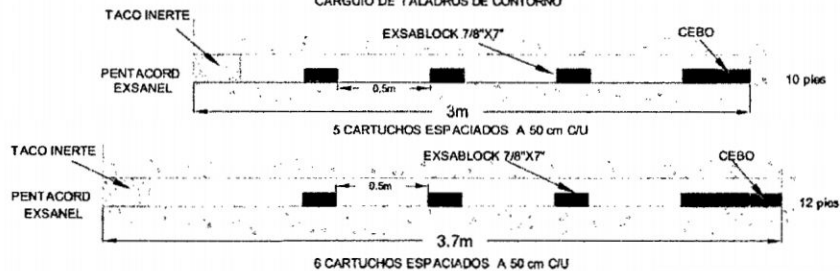 CARGUIO DE TALADROS DE CONTORNO
TACO INERTE
EXSABLOCK 7/8"X7"
CEBO
PENTACORD
EXSANEL
0.5m
10 pies
3m
5 CARTUCHOS ESPACIADOS A 50 cm C/U
TACO INERTE
EXSABLOCK 7/8"X7"
CEBO
PENTACORD
EXSANEL
0.5m
12 pies
3.7m
6 CARTUCHOS ESPACIADOS A 50 cm C/U